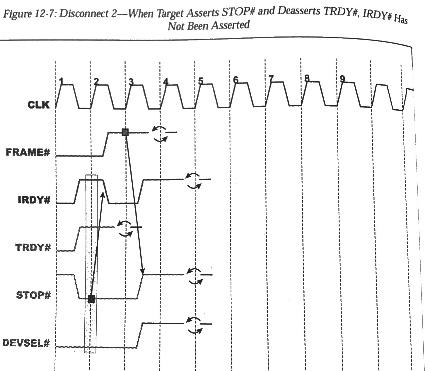 Figure 12-7: Disconnect 2—When Target Asserts STOP# and Deasserts TRDY#, IRDY# Has
Not Been Asserted
1 2 3 4 5 6 7 8 9
CLK
FRAME#
IRDY#
TRDY#
STOP#
DEVSEL#